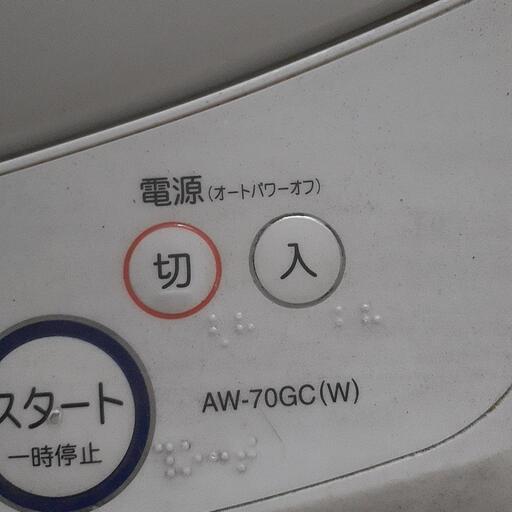 電源(オートパワーオフ)
切 入
AW-70GC(W)
スタート
一時停止